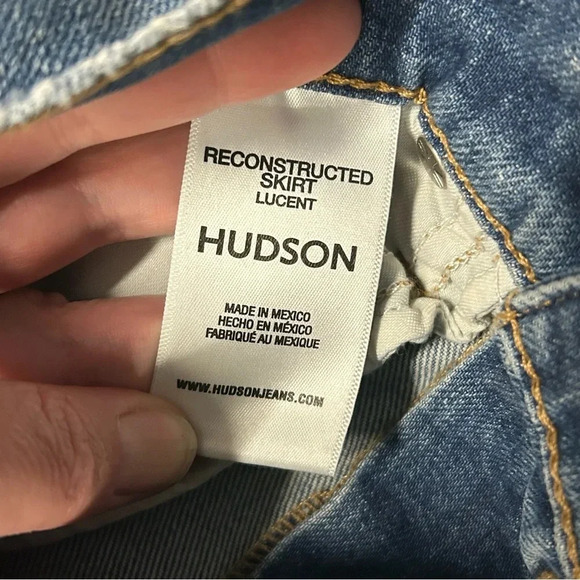 RECONSTRUCTED
SKIRT
LUCENT
HUDSON
MADE IN MEXICO
HECHO EN MÉXICO
FABRIQUÉ AU MEXIQUE
WWW.HUDSONJEANS.COM